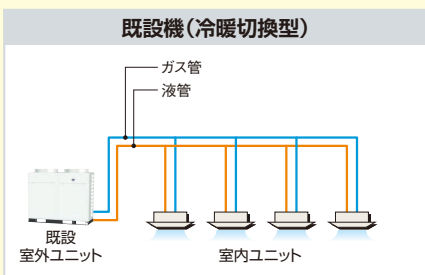 既設機（冷暖切換型）
ガス管
液管
既設
室外ユニット
室内ユニット